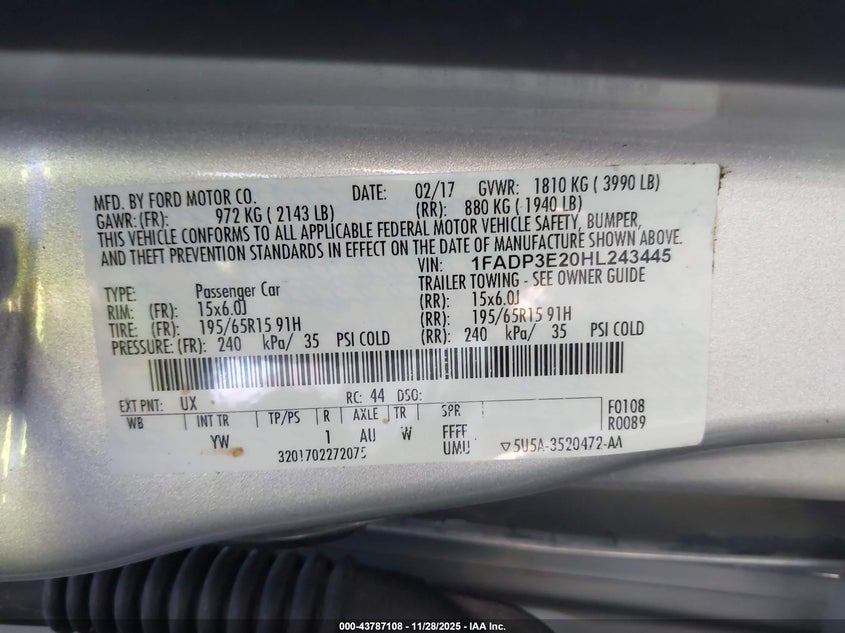 MFD. BY FORD MOTOR CO. DATE: 02/17 GVWR: 1810 KG ( 3990 LB)
GAWR: (FR): 972 KG ( 2143 LB) (RR): 880 KG ( 1940 LB)
THIS VEHICLE CONFORMS TO ALL APPLICABLE FEDERAL MOTOR VEHICLE SAFETY, BUMPER,
AND THEFT PREVENTION STANDARDS IN EFFECT ON THE DATE OF MANUFACTURE SHOWN ABOVE.
VIN: 1FADP3E20HL243445
TYPE: Passenger Car TRAILER TOWING - SEE OWNER GUIDE
RIM: (FR): 15x6.0J (RR): 15x6.0J
TIRE: (FR): 195/65R15 91H (RR): 195/65R15 91H
PRESSURE: (FR): 240 kPa/ 35 PSI COLD (RR): 240 kPa/ 35 PSI COLD
EXT PNT: UX RC: 44 DSO: F0108
WB INT TR TP/PS R AXLE TR SPR R0089
YW 1 AU W FFFF
3201702272075 UMU ▽5U5A-3520472-AA
000-43787108 - 11/28/2025 - IAA Inc.